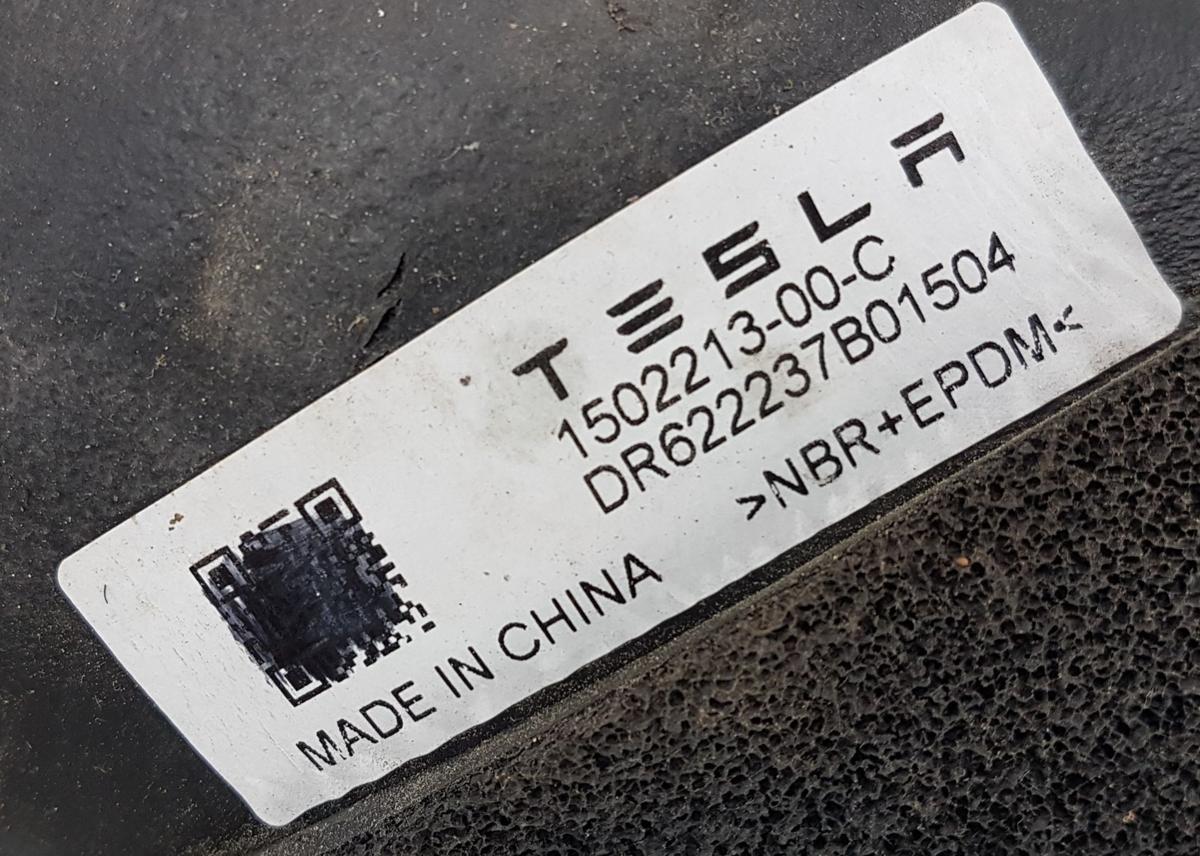 TESLA
1502213-00-C
DR622237B01504
>NBR+EPDM<
MADE IN CHINA